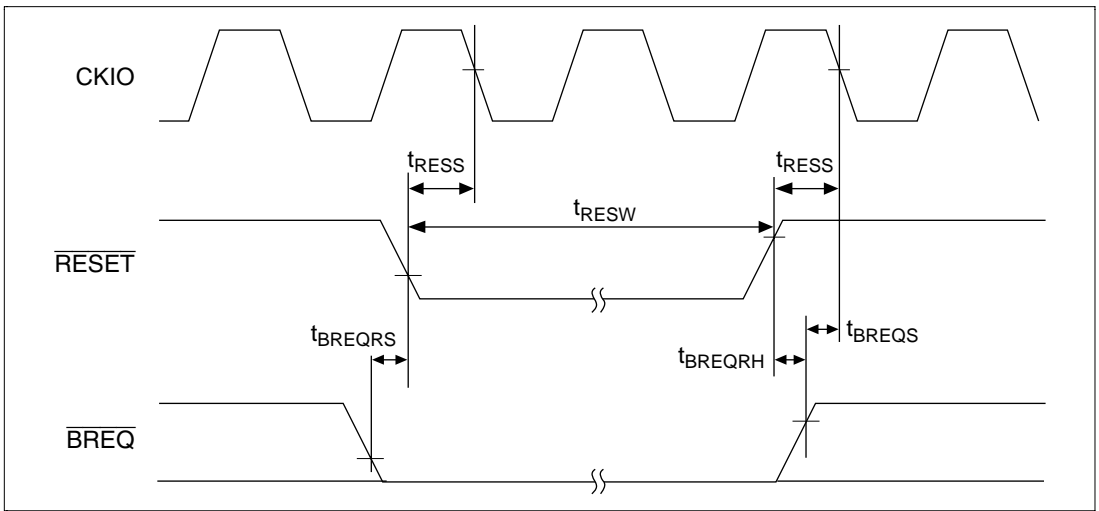 CKIO
tRESS
tRESS
tRESW
RESET
tBREQRS
tBREQS
tBREQRH
BREQ